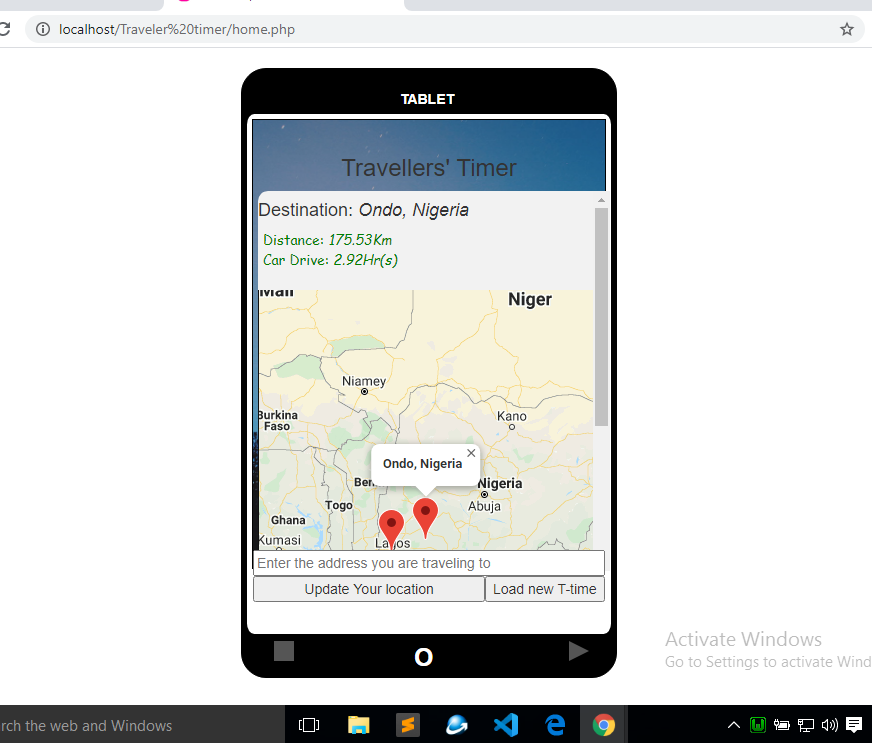 localhost/Traveler%20timer/home.php
TABLET
Travellers' Timer
Destination: Ondo, Nigeria
Distance: 175.53Km
Car Drive: 2.92Hr(s)
Mali
Niger
Niamey
Burkina
Faso
Kano
Ondo, Nigeria
Ben
Nigeria
Togo
Abuja
Ghana
Kumasi
Lagos
Enter the address you are traveling to
Update Your location
Load new T-time
O
Activate Windows
Go to Settings to activate Wind
rch the web and Windows